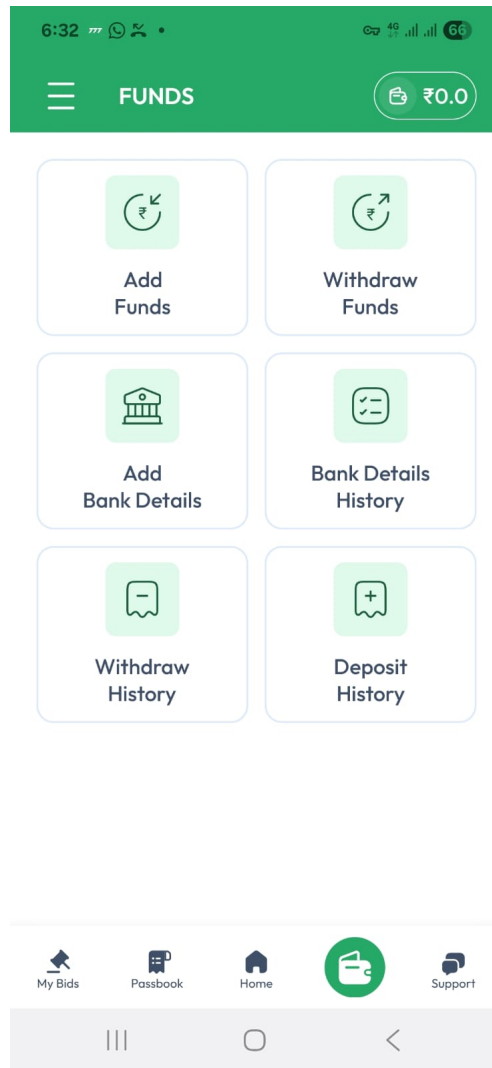 6:32 777
4G 66
FUNDS
₹0.0
Add
Funds
Withdraw
Funds
Add
Bank Details
Bank Details
History
Withdraw
History
Deposit
History
My Bids
Passbook
Home
Support